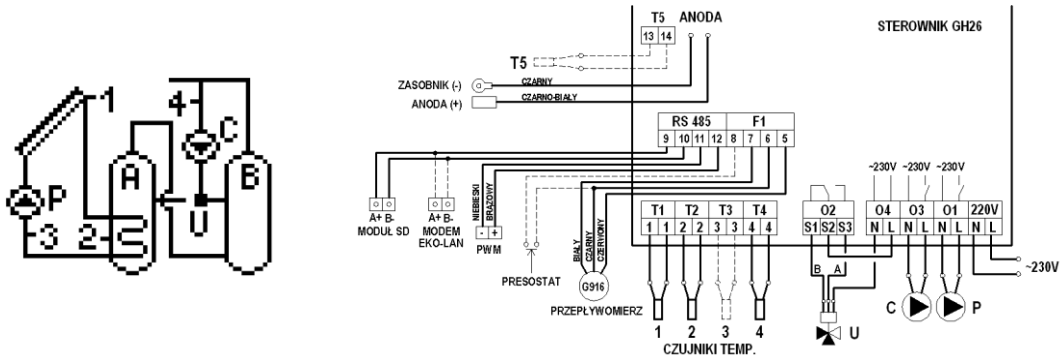 1
4
C
A
B
P
U
3
2
T5 ANODA
STEROWNIK GH26
13 14
T5
ZASOBNIK (-)
CZARNY
ANODA (+)
CZARNO-BIAŁY
RS 485 F1
9 10 11 12 8 7 6 5
~230V ~230V ~230V
NIEBIESKI
BRĄZOWY
A+ B-
MODUŁ SD
A+ B-
MODEM
EKO-LAN
- +
PWM
PRESOSTAT
BIAŁY
CZARNY
CZERWONY
G916
PRZEPŁYWOMIERZ
T1 T2 T3 T4
1 1 2 2 3 3 4 4
O2 O4 O3 O1 220V
S1 S2 S3 N L N L N L N L
~230V
B A
1 2 3 4
CZUJNIKI TEMP.
U
C P